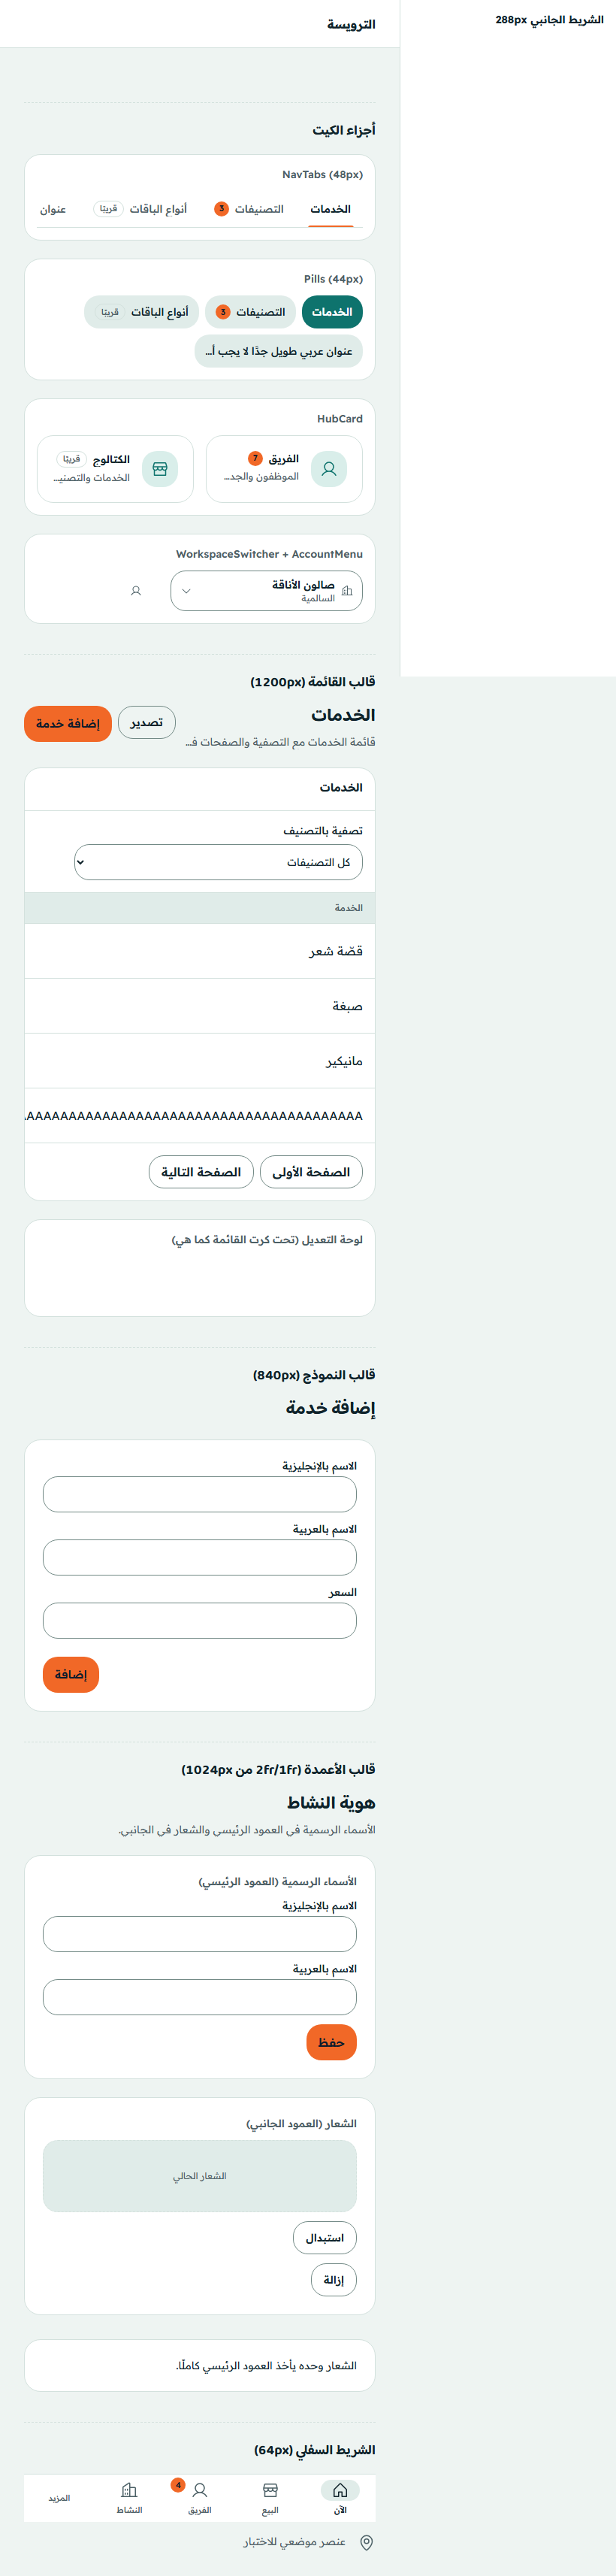 الشريط الجانبي 288px
الترويسة
أجزاء الكيت
NavTabs (48px)
الخدمات
التصنيفات 3
أنواع الباقات قريبًا
عنوان
Pills (44px)
الخدمات
التصنيفات 3
أنواع الباقات قريبًا
عنوان عربي طويل جدًا لا يجب أ...
HubCard
الفريق 7
الموظفون والجد...
الكتالوج قريبًا
الخدمات والتصنيـ...
WorkspaceSwitcher + AccountMenu
صالون الأناقة
السالمية
قالب القائمة (1200px)
الخدمات
تصدير
إضافة خدمة
قائمة الخدمات مع التصفية والصفحات فـ...
الخدمات
تصفية بالتصنيف
كل التصنيفات
الخدمة
قصّة شعر
صبغة
مانيكير
AAAAAAAAAAAAAAAAAAAAAAAAAAAAAAAAAAAAAAAA
الصفحة الأولى
الصفحة التالية
لوحة التعديل (تحت كرت القائمة كما هي)
قالب النموذج (840px)
إضافة خدمة
الاسم بالإنجليزية
الاسم بالعربية
السعر
إضافة
قالب الأعمدة (2fr/1fr من 1024px)
هوية النشاط
الأسماء الرسمية في العمود الرئيسي والشعار في الجانبي.
الأسماء الرسمية (العمود الرئيسي)
الاسم بالإنجليزية
الاسم بالعربية
حفظ
الشعار (العمود الجانبي)
الشعار الحالي
استبدال
إزالة
الشعار وحده يأخذ العمود الرئيسي كاملًا.
الشريط السفلي (64px)
الآن
البيع
الفريق 4
النشاط
المزيد
عنصر موضعي للاختبار